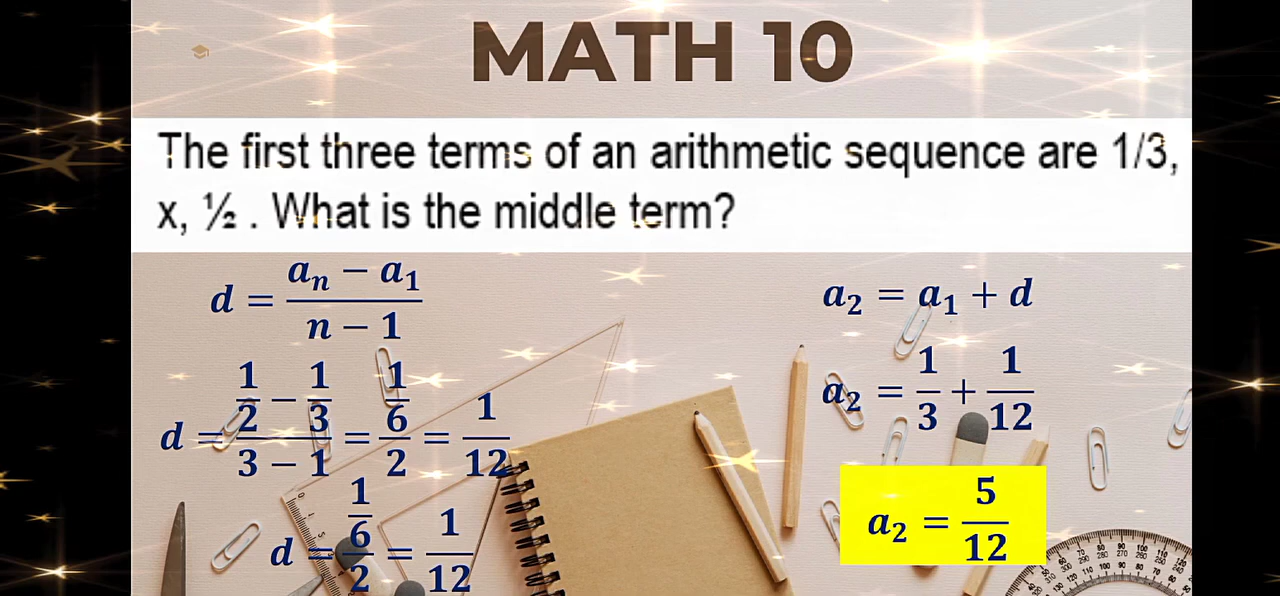 MATH 10
The first three terms of an arithmetic sequence are 1/3,
x, ½ . What is the middle term?
d = (aₙ − a₁)/(n − 1)
d = (1/2 − 1/3)/(3 − 1) = (1/6)/2 = 1/12
d = (1/6)/2 = 1/12
a₂ = a₁ + d
a₂ = 1/3 + 1/12
a₂ = 5/12